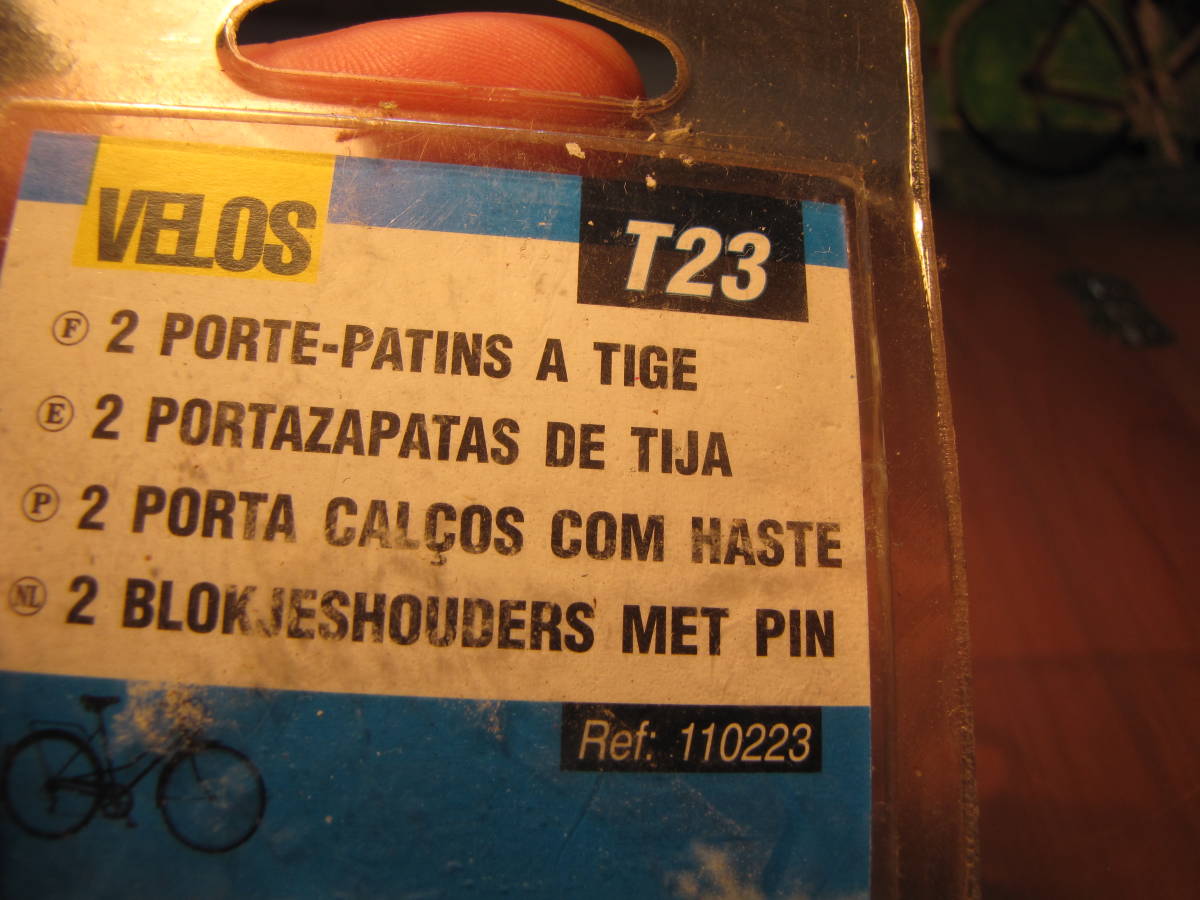 VELOS
T23
F 2 PORTE-PATINS A TIGE
E 2 PORTAZAPATAS DE TIJA
P 2 PORTA CALÇOS COM HASTE
NL 2 BLOKJESHOUDERS MET PIN
Ref: 110223